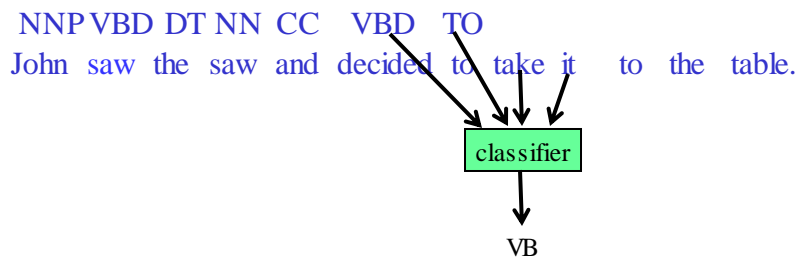 NNP VBD DT NN CC VBD TO
John saw the saw and decided to take it to the table.
classifier
VB